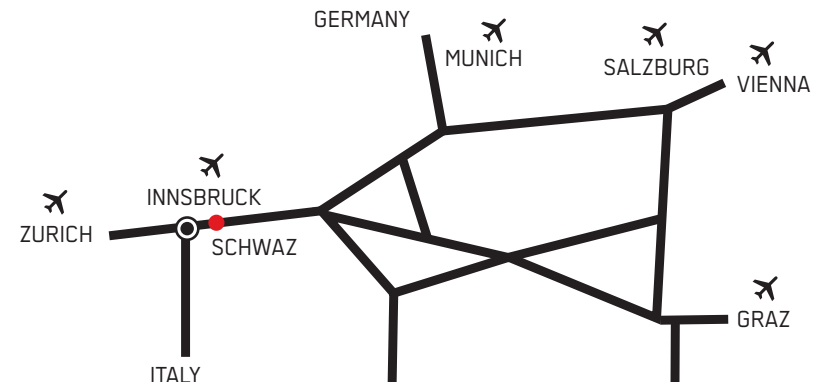 GERMANY
MUNICH
SALZBURG
VIENNA
INNSBRUCK
ZURICH
SCHWAZ
GRAZ
ITALY